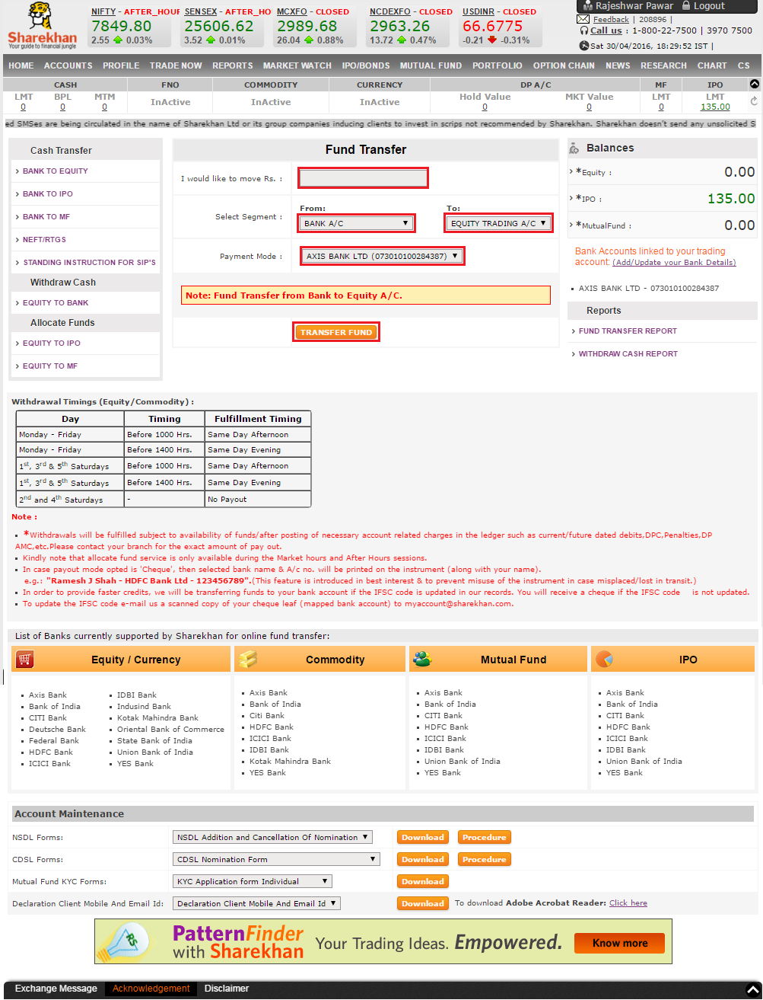 Sharekhan
Your guide to financial jungle
NIFTY - AFTER_HOUR
7849.80
2.55 0.03%
SENSEX - AFTER_HO
25606.62
3.52 0.01%
MCXFO - CLOSED
2989.68
26.04 0.88%
NCDEXFO - CLOSED
2963.26
13.72 0.47%
USDINR - CLOSED
66.6775
-0.21 -0.31%
Rajeshwar Pawar Logout
Feedback | 208896 |
Call us : 1-800-22-7500 | 3970 7500
Sat 30/04/2016, 18:29:52 IST |
HOME ACCOUNTS PROFILE TRADE NOW REPORTS MARKET WATCH IPO/BONDS MUTUAL FUND PORTFOLIO OPTION CHAIN NEWS RESEARCH CHART CS
CASH FNO COMMODITY CURRENCY DP A/C MF IPO
LMT BPL MTM InActive InActive InActive Hold Value MKT Value LMT LMT
0 0 0 0 0 0 135.00
ed SMSes are being circulated in the name of Sharekhan Ltd or its group companies inducing clients to invest in scrips not recommended by Sharekhan. Sharekhan doesn't send any unsolicited S
Cash Transfer
BANK TO EQUITY
BANK TO IPO
BANK TO MF
NEFT/RTGS
STANDING INSTRUCTION FOR SIP'S
Withdraw Cash
EQUITY TO BANK
Allocate Funds
EQUITY TO IPO
EQUITY TO MF
Fund Transfer
I would like to move Rs. :
From: To:
Select Segment : BANK A/C EQUITY TRADING A/C
Payment Mode : AXIS BANK LTD (073010100284387)
Note: Fund Transfer from Bank to Equity A/C.
TRANSFER FUND
Balances
*Equity : 0.00
*IPO : 135.00
*MutualFund : 0.00
Bank Accounts linked to your trading
account: (Add/Update your Bank Details)
AXIS BANK LTD - 073010100284387
Reports
FUND TRANSFER REPORT
WITHDRAW CASH REPORT
Withdrawal Timings (Equity/Commodity) :
Day Timing Fulfillment Timing
Monday - Friday Before 1000 Hrs. Same Day Afternoon
Monday - Friday Before 1400 Hrs. Same Day Evening
1st, 3rd & 5th Saturdays Before 1000 Hrs. Same Day Afternoon
1st, 3rd & 5th Saturdays Before 1400 Hrs. Same Day Evening
2nd and 4th Saturdays - No Payout
Note :
*Withdrawals will be fulfilled subject to availability of funds/after posting of necessary account related charges in the ledger such as current/future dated debits,DPC,Penalties,DP
AMC,etc.Please contact your branch for the exact amount of pay out.
Kindly note that allocate fund service is only available during the Market hours and After Hours sessions.
In case payout mode opted is 'Cheque', then selected bank name & A/c no. will be printed on the instrument (along with your name).
e.g.: "Ramesh J Shah - HDFC Bank Ltd - 123456789".(This feature is introduced in best interest & to prevent misuse of the instrument in case misplaced/lost in transit.)
In order to provide faster credits, we will be transferring funds to your bank account if the IFSC code is updated in our records. You will receive a cheque if the IFSC code is not updated.
To update the IFSC code e-mail us a scanned copy of your cheque leaf (mapped bank account) to myaccount@sharekhan.com.
List of Banks currently supported by Sharekhan for online fund transfer:
Equity / Currency
Axis Bank
Bank of India
CITI Bank
Deutsche Bank
Federal Bank
HDFC Bank
ICICI Bank
IDBI Bank
Indusind Bank
Kotak Mahindra Bank
Oriental Bank of Commerce
State Bank of India
Union Bank of India
YES Bank
Commodity
Axis Bank
Bank of India
Citi Bank
HDFC Bank
ICICI Bank
IDBI Bank
Kotak Mahindra Bank
YES Bank
Mutual Fund
Axis Bank
Bank of India
CITI Bank
HDFC Bank
ICICI Bank
IDBI Bank
Union Bank of India
YES Bank
IPO
Axis Bank
Bank of India
CITI Bank
HDFC Bank
ICICI Bank
IDBI Bank
Union Bank of India
YES Bank
Account Maintenance
NSDL Forms: NSDL Addition and Cancellation Of Nomination Download Procedure
CDSL Forms: CDSL Nomination Form Download Procedure
Mutual Fund KYC Forms: KYC Application form Individual Download
Declaration Client Mobile And Email Id: Declaration Client Mobile And Email Id Download To download Adobe Acrobat Reader: Click here
PatternFinder
with Sharekhan
Your Trading Ideas. Empowered.
Know more
Exchange Message Acknowledgement Disclaimer